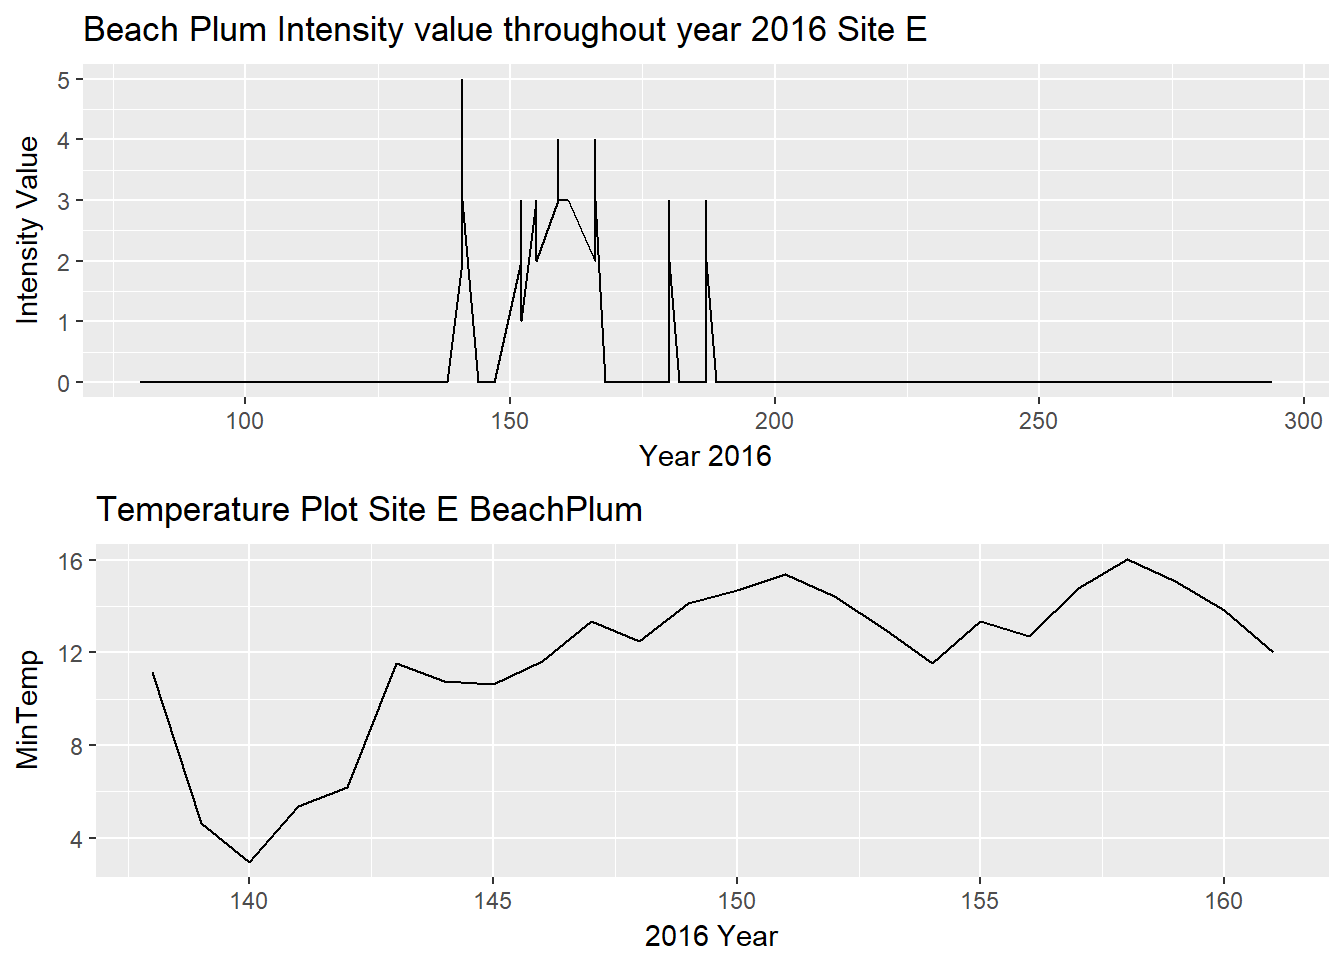 Beach Plum Intensity value throughout year 2016 Site E
5
4
3
2
1
0
Intensity Value
100 150 200 250 300
Year 2016
Temperature Plot Site E BeachPlum
16
12
8
4
MinTemp
140 145 150 155 160
2016 Year